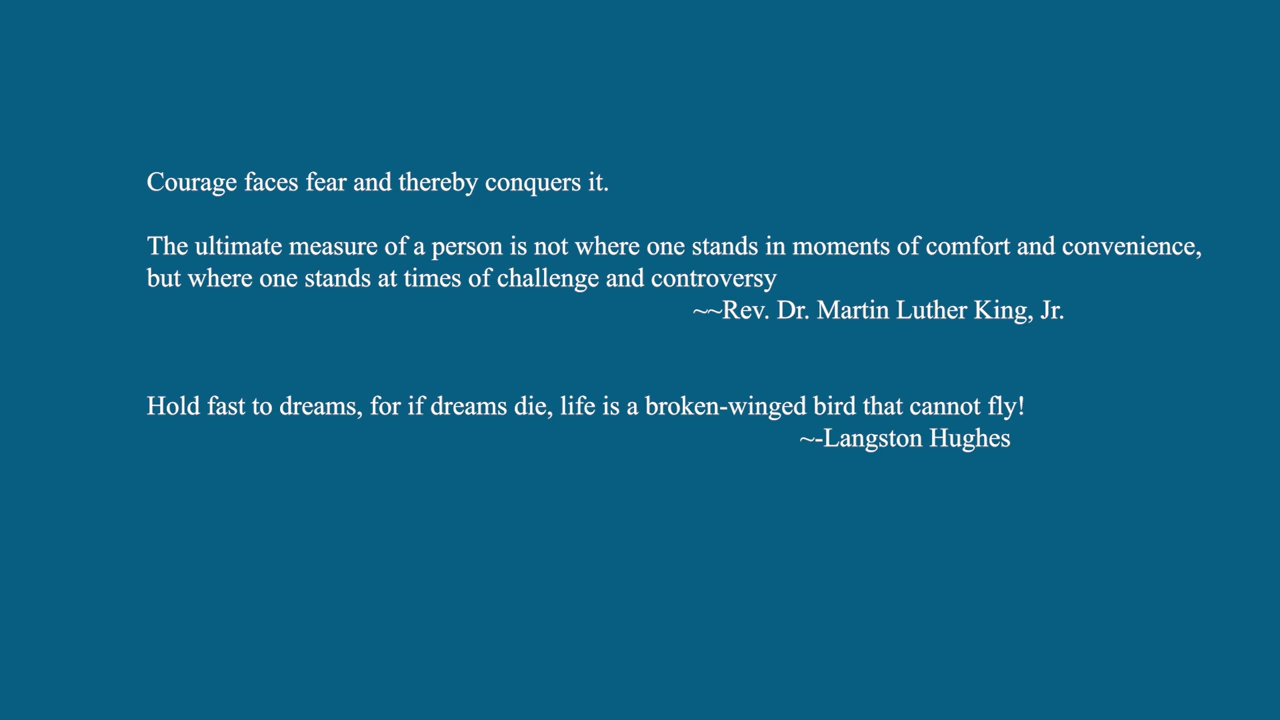 Courage faces fear and thereby conquers it.
The ultimate measure of a person is not where one stands in moments of comfort and convenience,
but where one stands at times of challenge and controversy
~~Rev. Dr. Martin Luther King, Jr.
Hold fast to dreams, for if dreams die, life is a broken-winged bird that cannot fly!
~-Langston Hughes